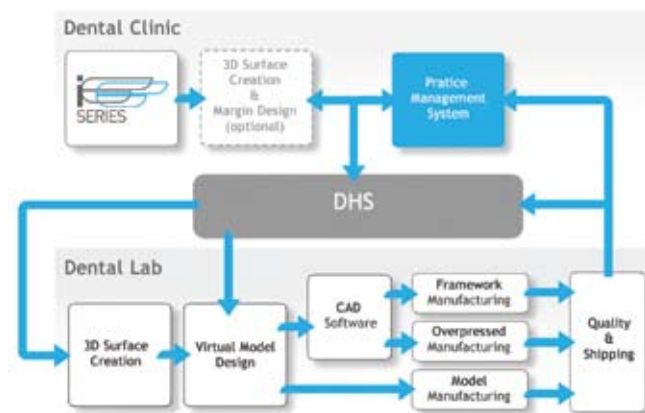 Dental Clinic
SERIES
3D Surface
Creation
&
Margin Design
(optional)
Pratice
Management
System
DHS
Dental Lab
3D Surface
Creation
Virtual Model
Design
CAD
Software
Framework
Manufacturing
Overpressed
Manufacturing
Model
Manufacturing
Quality
&
Shipping